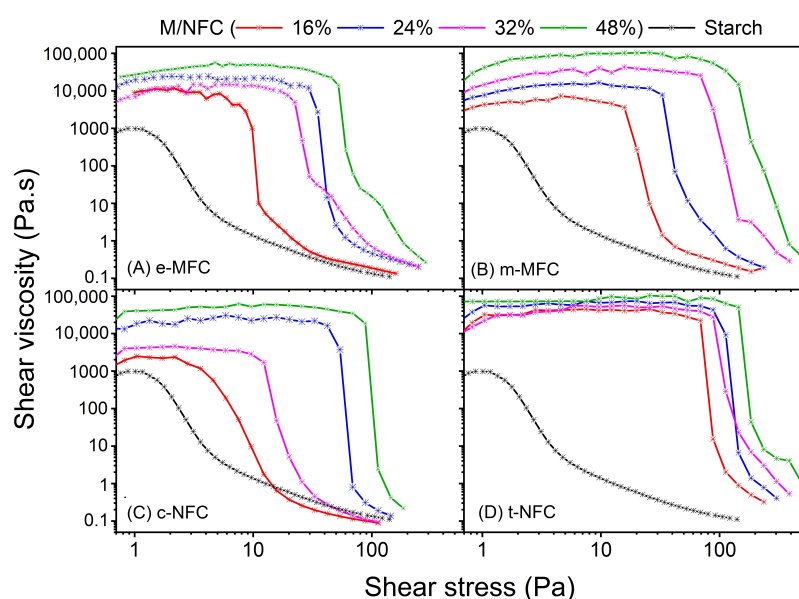 M/NFC ( 16% 24% 32% 48%) Starch
Shear viscosity (Pa.s)
100,000
10,000
1000
100
10
1
0.1
(A) e-MFC
(B) m-MFC
100,000
10,000
1000
100
10
1
0.1
(C) c-NFC
(D) t-NFC
1 10 100 1 10 100
Shear stress (Pa)